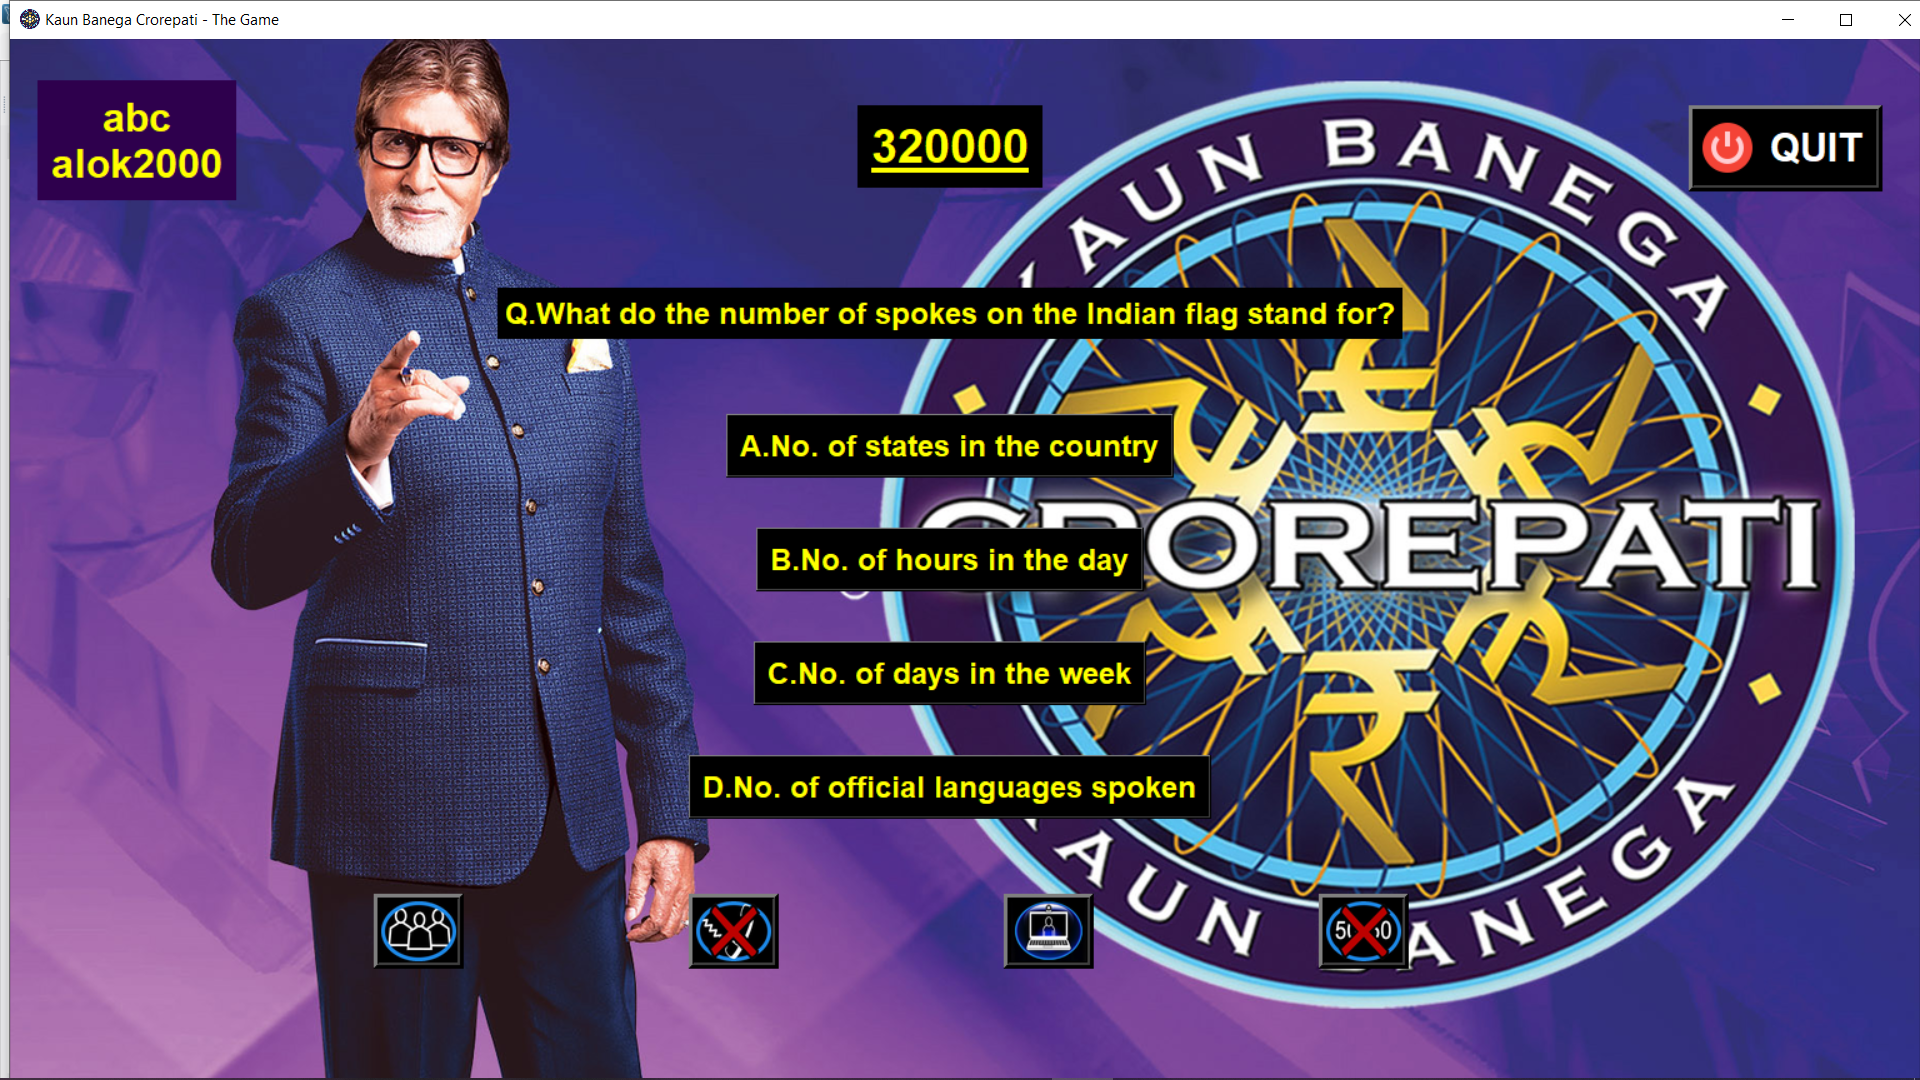 Kaun Banega Crorepati - The Game
abc
alok2000
320000
QUIT
KAUN BANEGA
Q.What do the number of spokes on the Indian flag stand for?
A.No. of states in the country
CROREPATI
B.No. of hours in the day
C.No. of days in the week
D.No. of official languages spoken
KAUN BANEGA
50